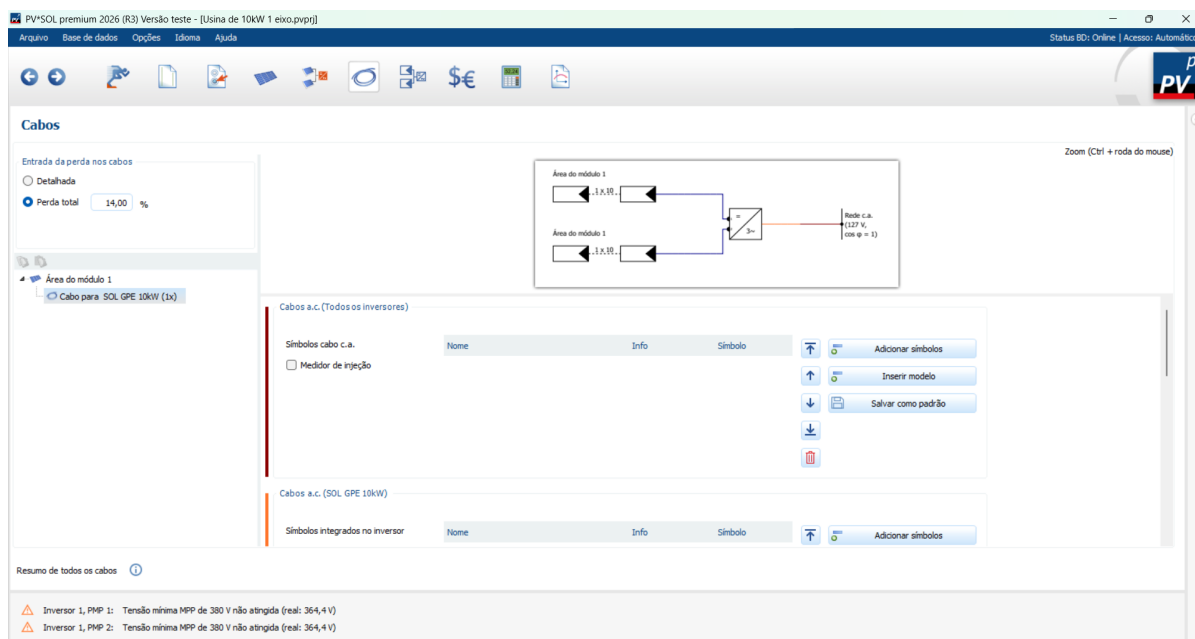 PV*SOL premium 2026 (R3) Versão teste - [Usina de 10kW 1 eixo.pvprj]
Arquivo Base de dados Opções Idioma Ajuda
Status BD: Online | Acesso: Automático
$€
PV
Cabos
Zoom (Ctrl + roda do mouse)
Entrada da perda nos cabos
Detalhada
Perda total 14,00 %
Área do módulo 1
1 x 10
Rede c.a.
(127 V,
cos φ = 1)
=
3~
Área do módulo 1
1 x 10
Área do módulo 1
Cabo para SOL GPE 10kW (1x)
Cabos a.c. (Todos os inversores)
Símbolos cabo c.a.
Nome Info Símbolo
Adicionar símbolos
Medidor de injeção
Inserir modelo
Salvar como padrão
Cabos a.c. (SOL GPE 10kW)
Símbolos integrados no inversor
Nome Info Símbolo
Adicionar símbolos
Resumo de todos os cabos
Inversor 1, PMP 1: Tensão mínima MPP de 380 V não atingida (real: 364,4 V)
Inversor 1, PMP 2: Tensão mínima MPP de 380 V não atingida (real: 364,4 V)